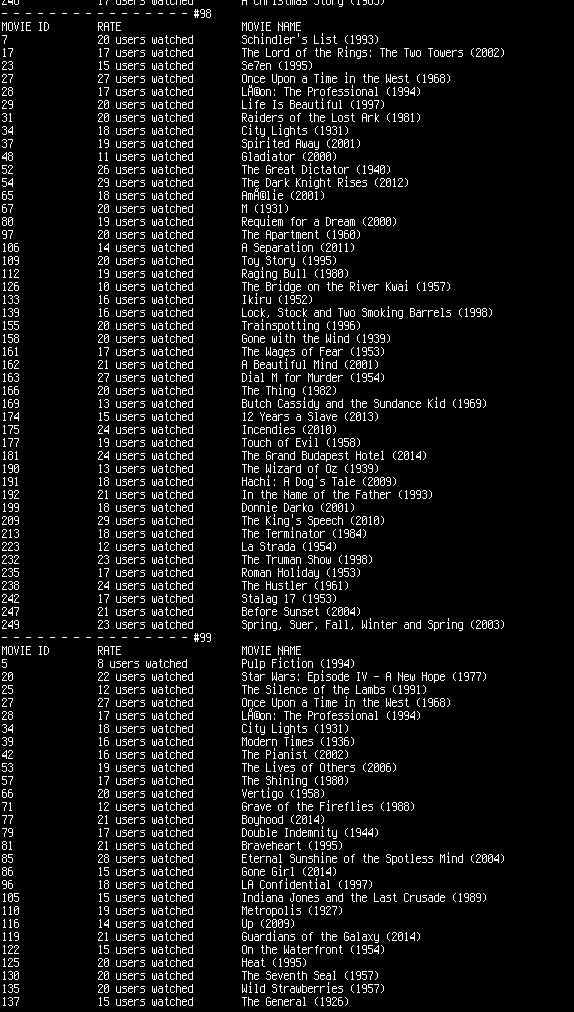 246 17 users watched A Christmas Story (1983)
- - - - - - - - - - - - - - - - #98
MOVIE ID RATE MOVIE NAME
7 20 users watched Schindler's List (1993)
17 17 users watched The Lord of the Rings: The Two Towers (2002)
23 15 users watched Se7en (1995)
27 27 users watched Once Upon a Time in the West (1968)
28 17 users watched LÃ©on: The Professional (1994)
29 20 users watched Life Is Beautiful (1997)
31 20 users watched Raiders of the Lost Ark (1981)
34 18 users watched City Lights (1931)
37 19 users watched Spirited Away (2001)
48 11 users watched Gladiator (2000)
52 26 users watched The Great Dictator (1940)
54 29 users watched The Dark Knight Rises (2012)
65 18 users watched AmÃ©lie (2001)
67 20 users watched M (1931)
80 19 users watched Requiem for a Dream (2000)
97 20 users watched The Apartment (1960)
106 14 users watched A Separation (2011)
109 20 users watched Toy Story (1995)
112 19 users watched Raging Bull (1980)
126 10 users watched The Bridge on the River Kwai (1957)
133 16 users watched Ikiru (1952)
139 16 users watched Lock, Stock and Two Smoking Barrels (1998)
155 20 users watched Trainspotting (1996)
158 20 users watched Gone with the Wind (1939)
161 17 users watched The Wages of Fear (1953)
162 21 users watched A Beautiful Mind (2001)
163 27 users watched Dial M for Murder (1954)
166 20 users watched The Thing (1982)
169 13 users watched Butch Cassidy and the Sundance Kid (1969)
174 15 users watched 12 Years a Slave (2013)
175 24 users watched Incendies (2010)
177 19 users watched Touch of Evil (1958)
181 24 users watched The Grand Budapest Hotel (2014)
190 13 users watched The Wizard of Oz (1939)
191 18 users watched Hachi: A Dog's Tale (2009)
192 21 users watched In the Name of the Father (1993)
199 18 users watched Donnie Darko (2001)
209 29 users watched The King's Speech (2010)
213 18 users watched The Terminator (1984)
223 12 users watched La Strada (1954)
232 23 users watched The Truman Show (1998)
235 17 users watched Roman Holiday (1953)
238 24 users watched The Hustler (1961)
242 17 users watched Stalag 17 (1953)
247 21 users watched Before Sunset (2004)
249 23 users watched Spring, Suer, Fall, Winter and Spring (2003)
- - - - - - - - - - - - - - - - #99
MOVIE ID RATE MOVIE NAME
5 8 users watched Pulp Fiction (1994)
20 22 users watched Star Wars: Episode IV - A New Hope (1977)
25 12 users watched The Silence of the Lambs (1991)
27 27 users watched Once Upon a Time in the West (1968)
28 17 users watched LÃ©on: The Professional (1994)
34 18 users watched City Lights (1931)
39 16 users watched Modern Times (1936)
42 16 users watched The Pianist (2002)
53 19 users watched The Lives of Others (2006)
57 17 users watched The Shining (1980)
66 20 users watched Vertigo (1958)
71 12 users watched Grave of the Fireflies (1988)
77 21 users watched Boyhood (2014)
79 17 users watched Double Indemnity (1944)
81 21 users watched Braveheart (1995)
85 28 users watched Eternal Sunshine of the Spotless Mind (2004)
86 15 users watched Gone Girl (2014)
96 18 users watched LA Confidential (1997)
105 15 users watched Indiana Jones and the Last Crusade (1989)
110 19 users watched Metropolis (1927)
116 14 users watched Up (2009)
119 21 users watched Guardians of the Galaxy (2014)
122 15 users watched On the Waterfront (1954)
125 20 users watched Heat (1995)
130 20 users watched The Seventh Seal (1957)
135 20 users watched Wild Strawberries (1957)
137 15 users watched The General (1926)